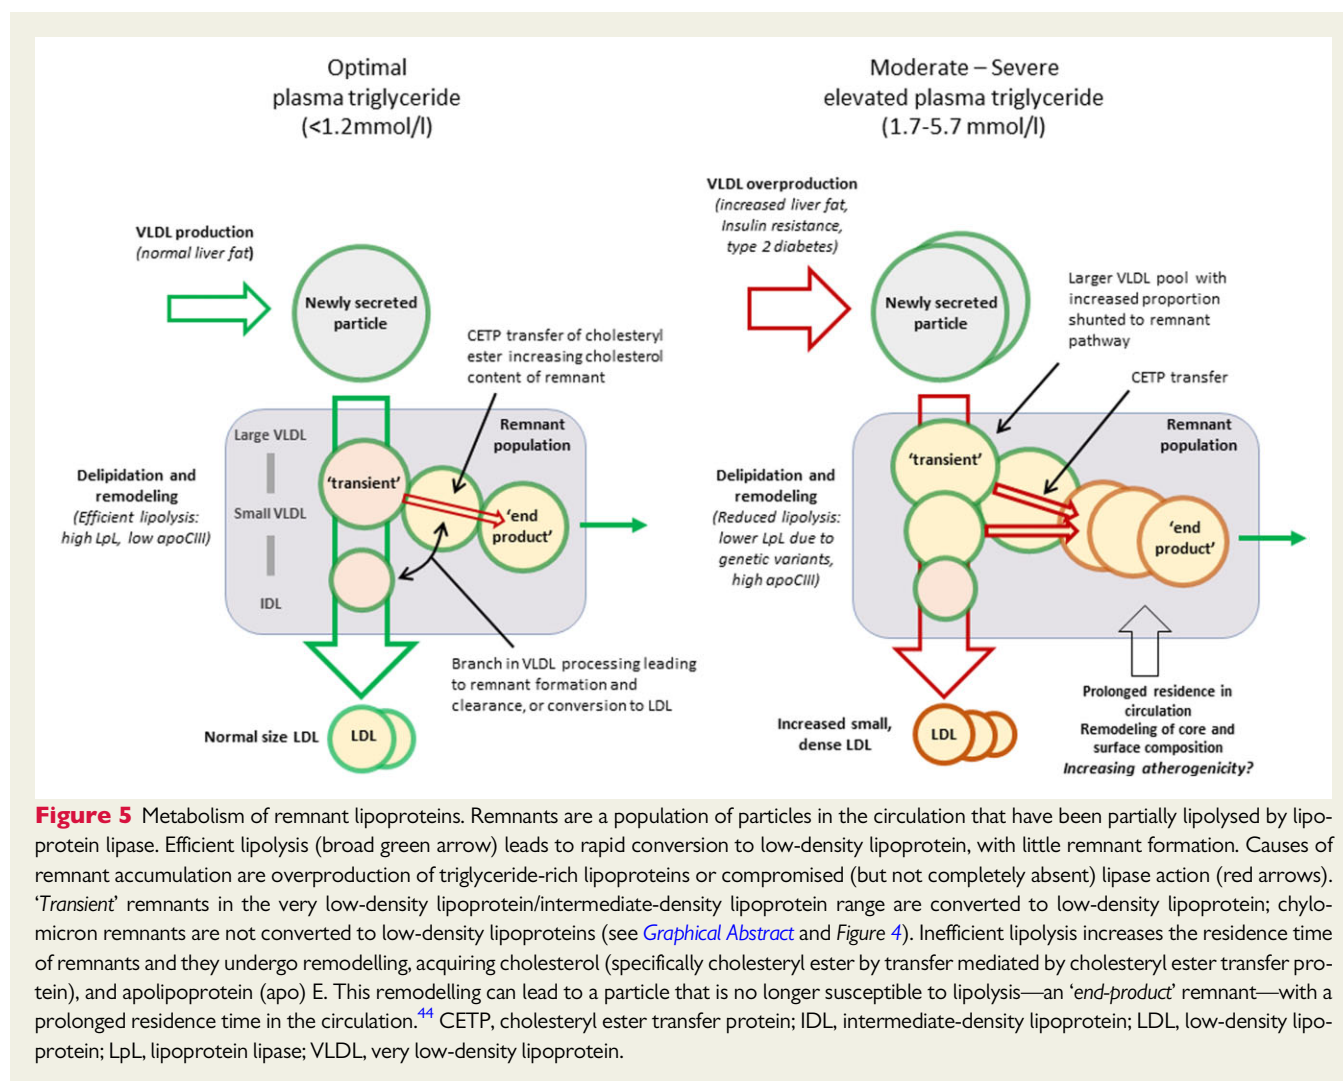 Optimal
plasma triglyceride
(<1.2mmol/l)
VLDL production
(normal liver fat)
Newly secreted
particle
CETP transfer of cholesteryl
ester increasing cholesterol
content of remnant
Large VLDL
Small VLDL
IDL
Remnant
population
Delipidation and
remodeling
(Efficient lipolysis:
high LpL, low apoCIII)
'transient'
'end
product'
Branch in VLDL processing leading
to remnant formation and
clearance, or conversion to LDL
Normal size LDL
LDL
Moderate – Severe
elevated plasma triglyceride
(1.7-5.7 mmol/l)
VLDL overproduction
(increased liver fat,
Insulin resistance,
type 2 diabetes)
Newly secreted
particle
Larger VLDL pool with
increased proportion
shunted to remnant
pathway
CETP transfer
Remnant
population
'transient'
Delipidation and
remodeling
(Reduced lipolysis:
lower LpL due to
genetic variants,
high apoCIII)
'end
product'
Increased small,
dense LDL
LDL
Prolonged residence in
circulation
Remodeling of core and
surface composition
Increasing atherogenicity?
Figure 5 Metabolism of remnant lipoproteins. Remnants are a population of particles in the circulation that have been partially lipolysed by lipo-
protein lipase. Efficient lipolysis (broad green arrow) leads to rapid conversion to low-density lipoprotein, with little remnant formation. Causes of
remnant accumulation are overproduction of triglyceride-rich lipoproteins or compromised (but not completely absent) lipase action (red arrows).
'Transient' remnants in the very low-density lipoprotein/intermediate-density lipoprotein range are converted to low-density lipoprotein; chylo-
micron remnants are not converted to low-density lipoproteins (see Graphical Abstract and Figure 4). Inefficient lipolysis increases the residence time
of remnants and they undergo remodelling, acquiring cholesterol (specifically cholesteryl ester by transfer mediated by cholesteryl ester transfer pro-
tein), and apolipoprotein (apo) E. This remodelling can lead to a particle that is no longer susceptible to lipolysis—an 'end-product' remnant—with a
prolonged residence time in the circulation.44 CETP, cholesteryl ester transfer protein; IDL, intermediate-density lipoprotein; LDL, low-density lipo-
protein; LpL, lipoprotein lipase; VLDL, very low-density lipoprotein.